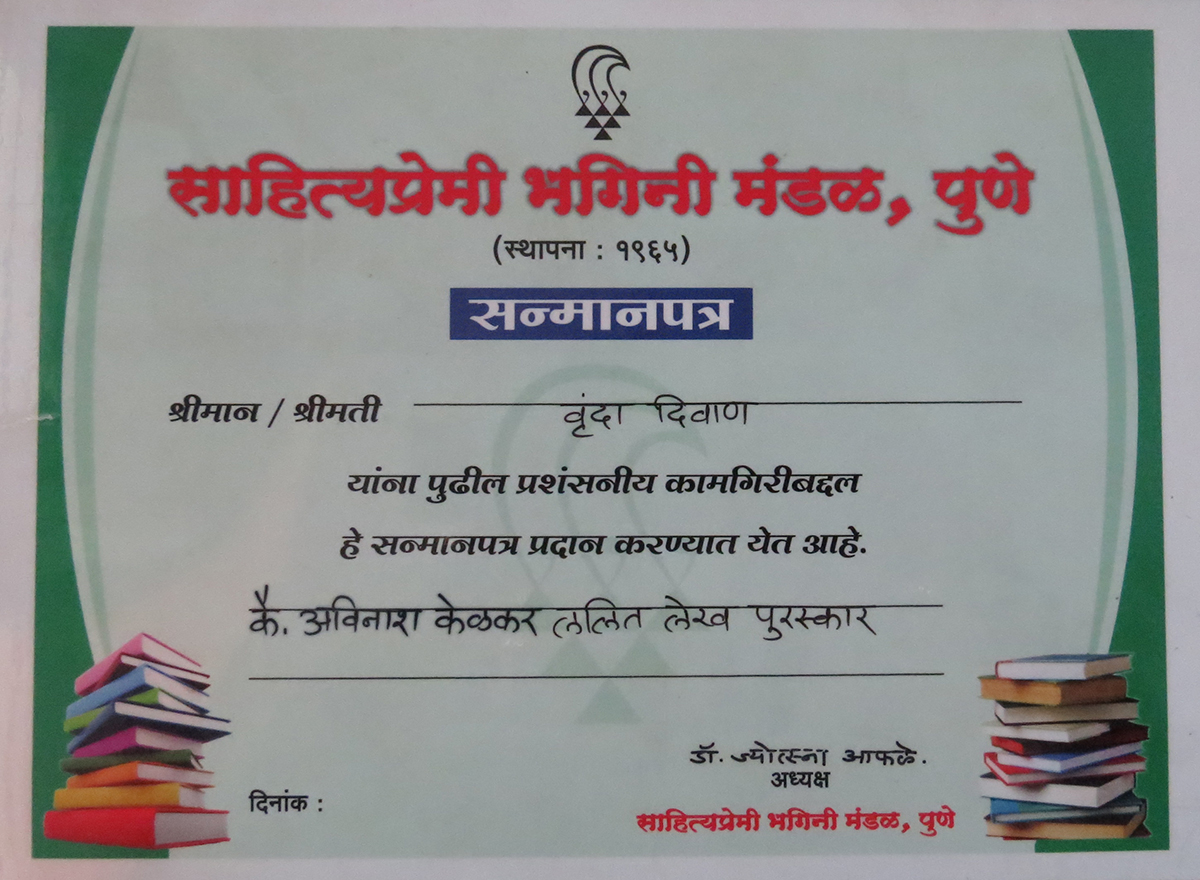 साहित्यप्रेमी भगिनी मंडळ, पुणे
(स्थापना : १९६५)
सन्मानपत्र
श्रीमान / श्रीमती वृंदा दिवाण
यांना पुढील प्रशंसनीय कामगिरीबद्दल
हे सन्मानपत्र प्रदान करण्यात येत आहे.
कै. अविनाश केळकर ललित लेख पुरस्कार
डॉ. ज्योत्स्ना आफळे.
अध्यक्ष
दिनांक :
साहित्यप्रेमी भगिनी मंडळ, पुणे